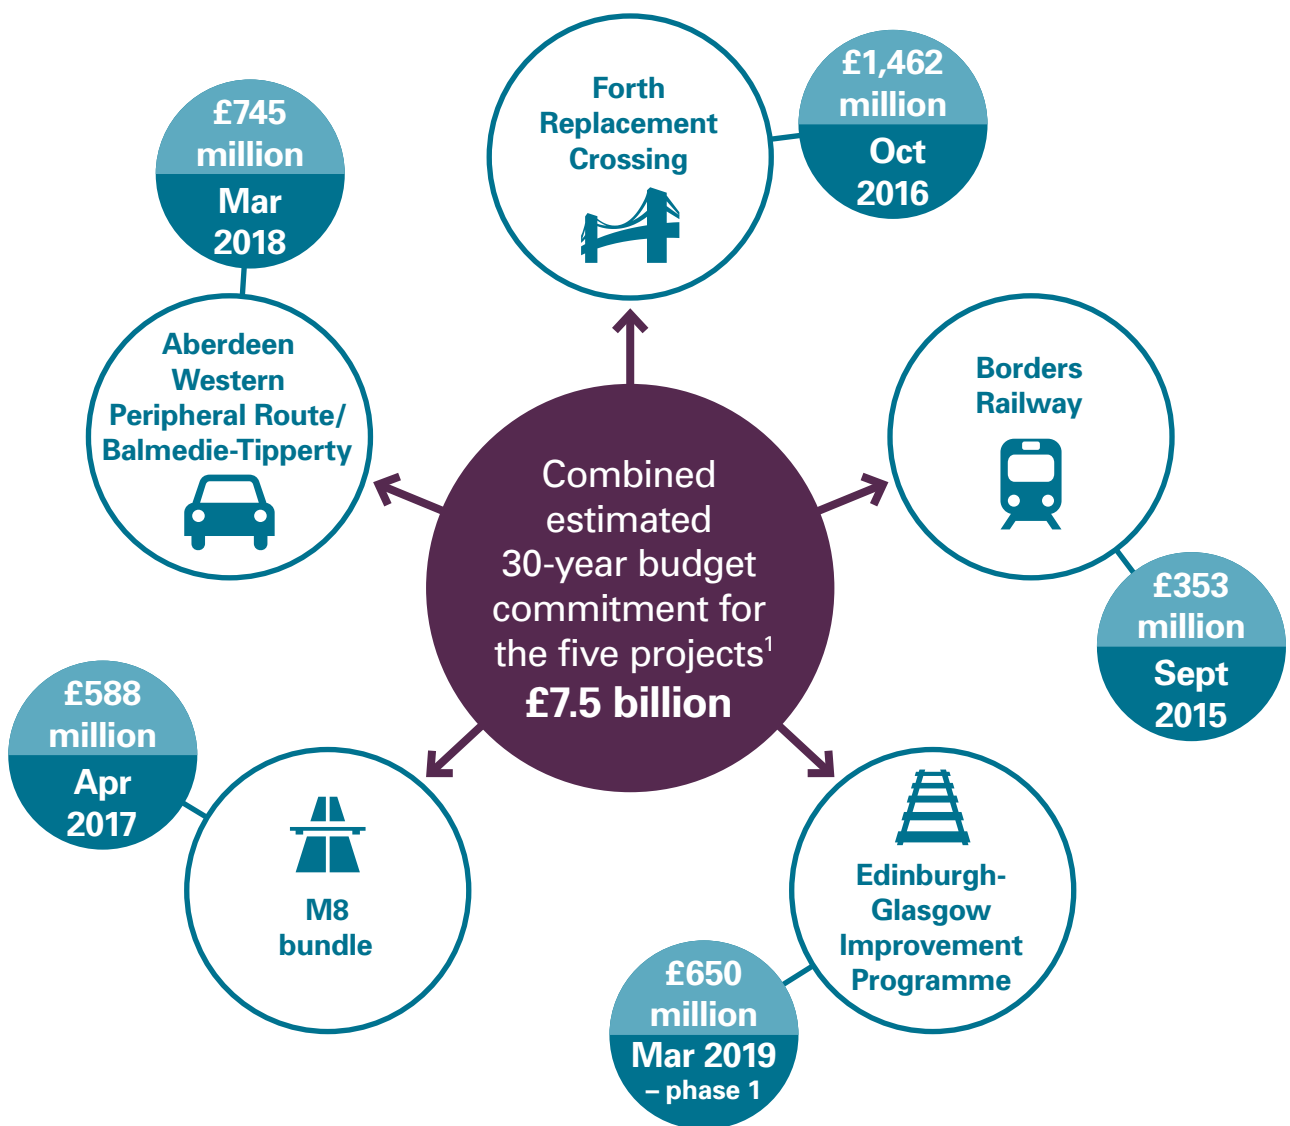 Forth
Replacement
Crossing
£1,462
million
Oct
2016
£745
million
Mar
2018
Aberdeen
Western
Peripheral Route/
Balmedie-Tipperty
Borders
Railway
£353
million
Sept
2015
Combined
estimated
30-year budget
commitment for
the five projects¹
£7.5 billion
£588
million
Apr
2017
M8
bundle
Edinburgh-
Glasgow
Improvement
Programme
£650
million
Mar 2019
– phase 1